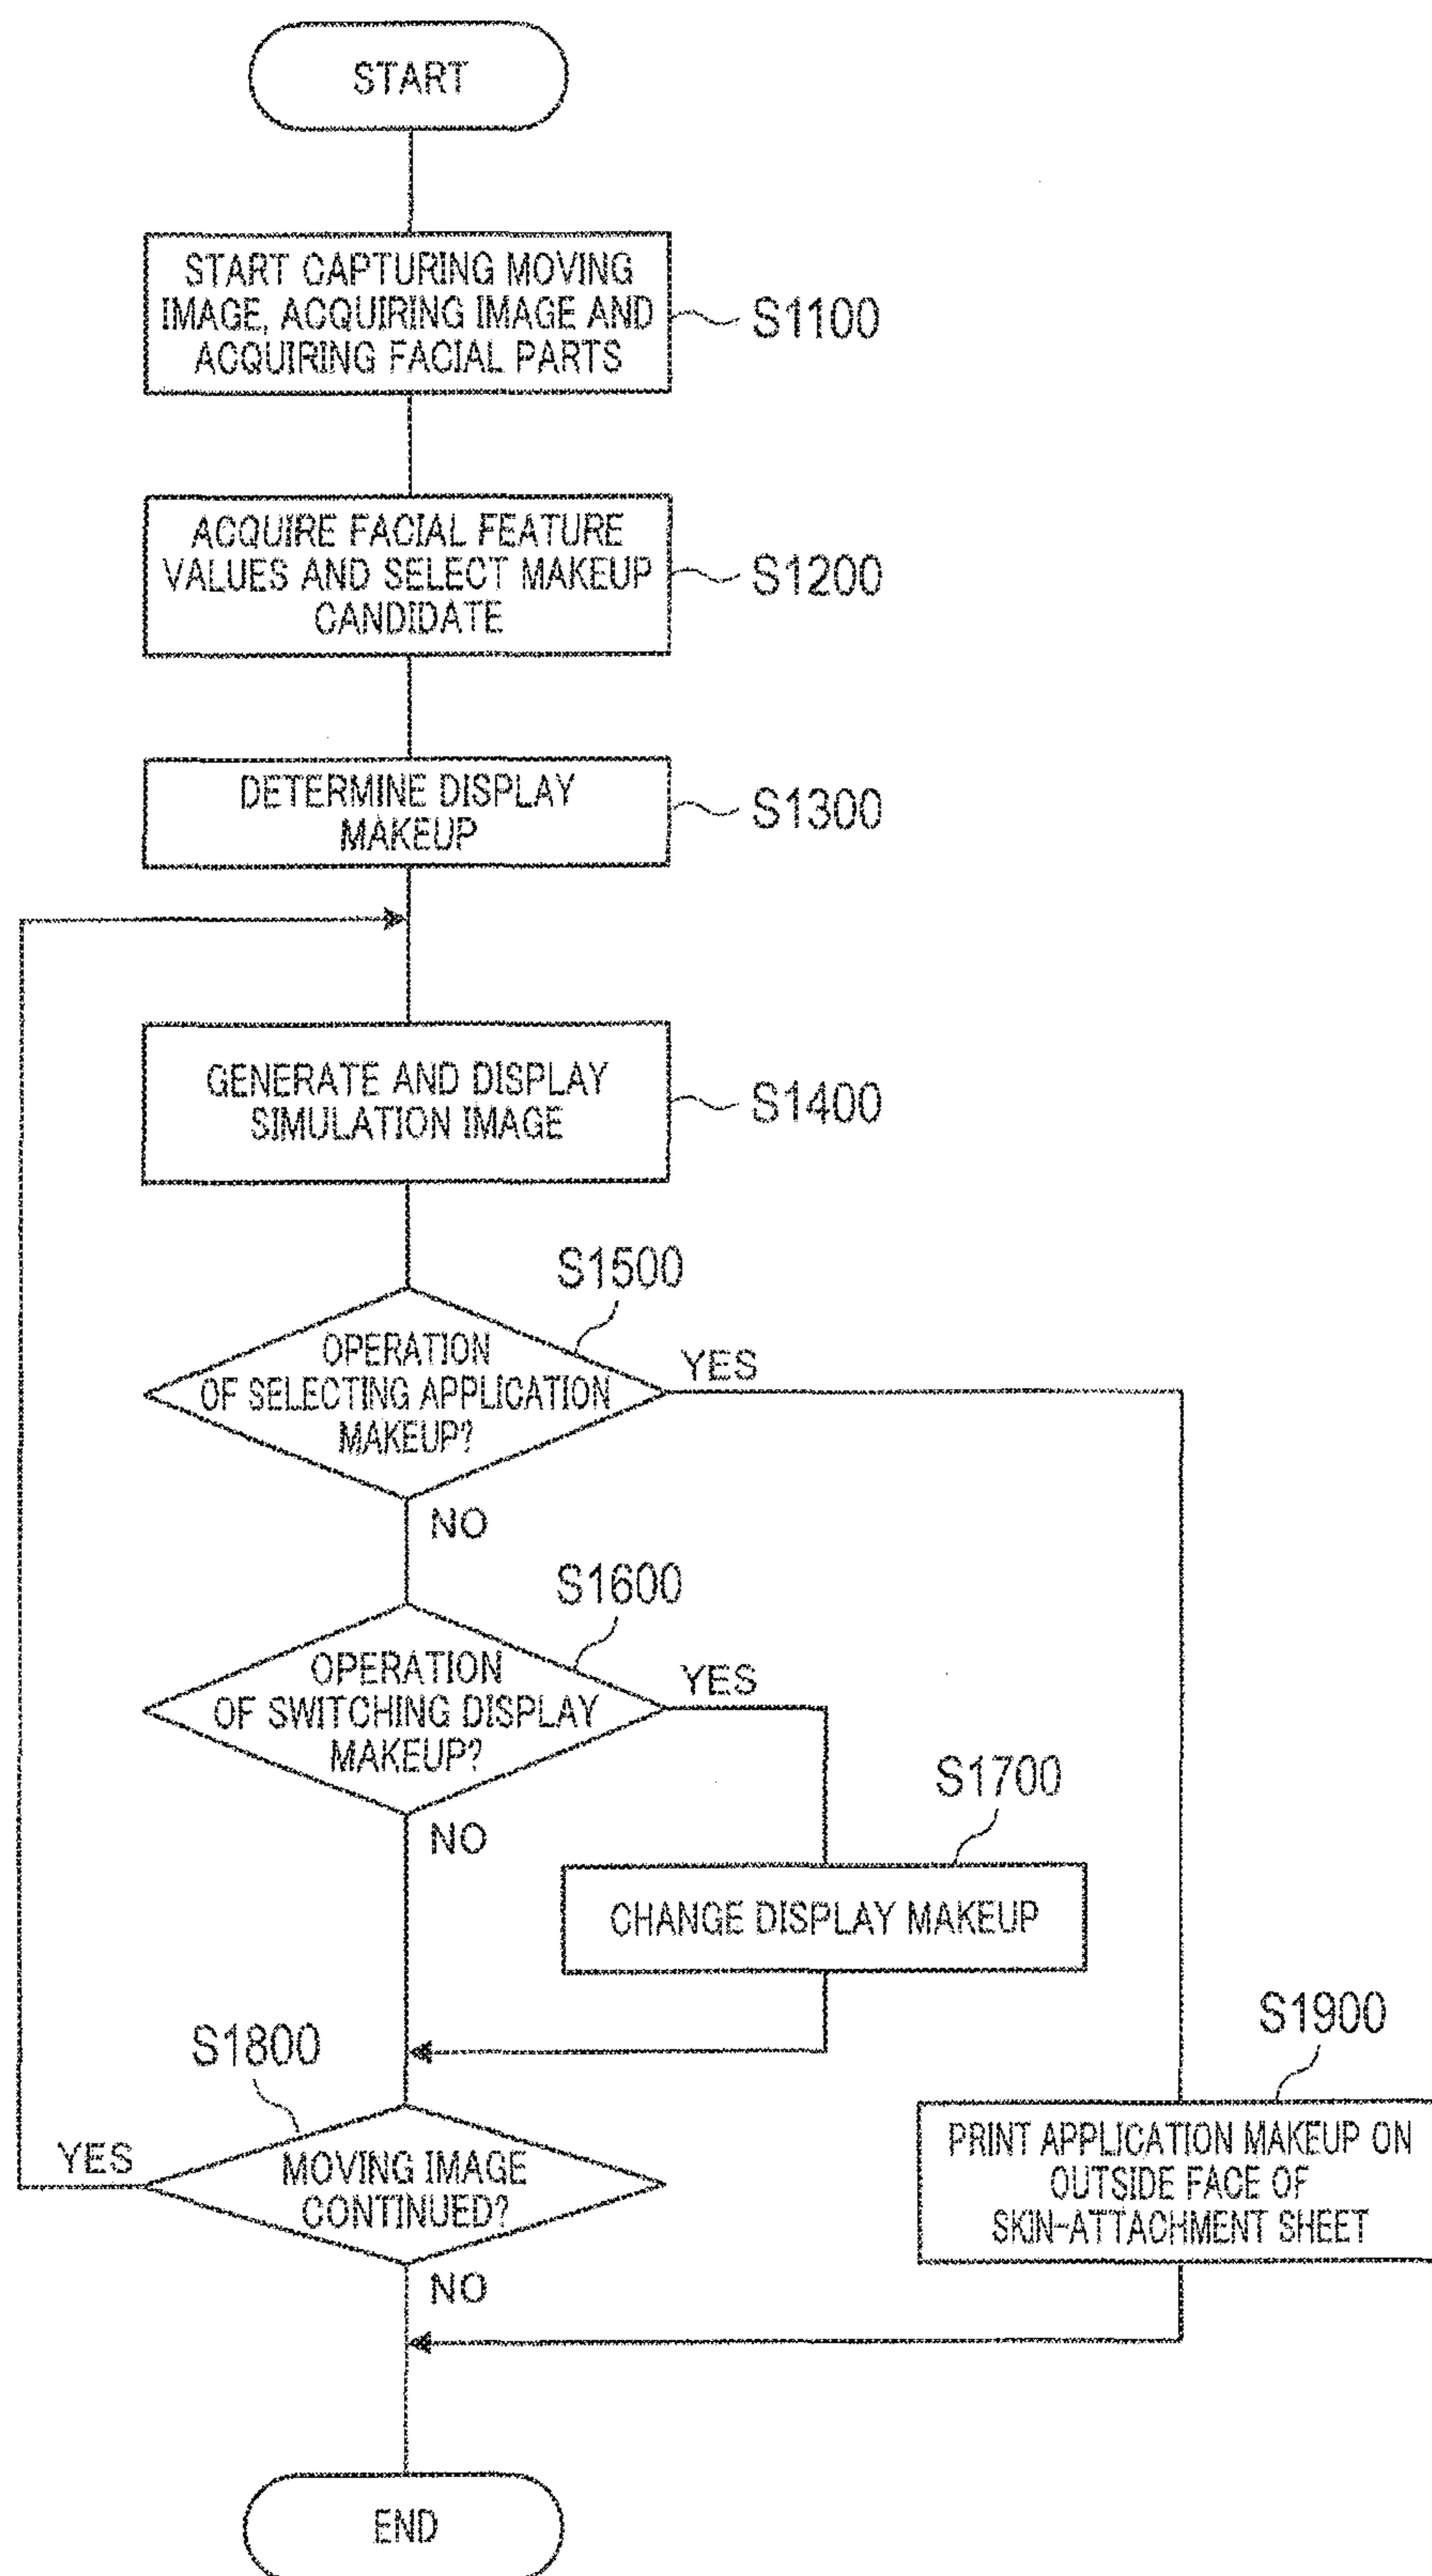 START
START CAPTURING MOVING
IMAGE, ACQUIRING IMAGE AND
ACQUIRING FACIAL PARTS
S1100
ACQUIRE FACIAL FEATURE
VALUES AND SELECT MAKEUP
CANDIDATE
S1200
DETERMINE DISPLAY
MAKEUP
S1300
GENERATE AND DISPLAY
SIMULATION IMAGE
S1400
S1500
OPERATION
OF SELECTING APPLICATION
MAKEUP?
YES
NO
S1600
OPERATION
OF SWITCHING DISPLAY
MAKEUP?
YES
NO
S1700
CHANGE DISPLAY MAKEUP
S1800
MOVING IMAGE
CONTINUED?
YES
NO
S1900
PRINT APPLICATION MAKEUP ON
OUTSIDE FACE OF
SKIN-ATTACHMENT SHEET
END